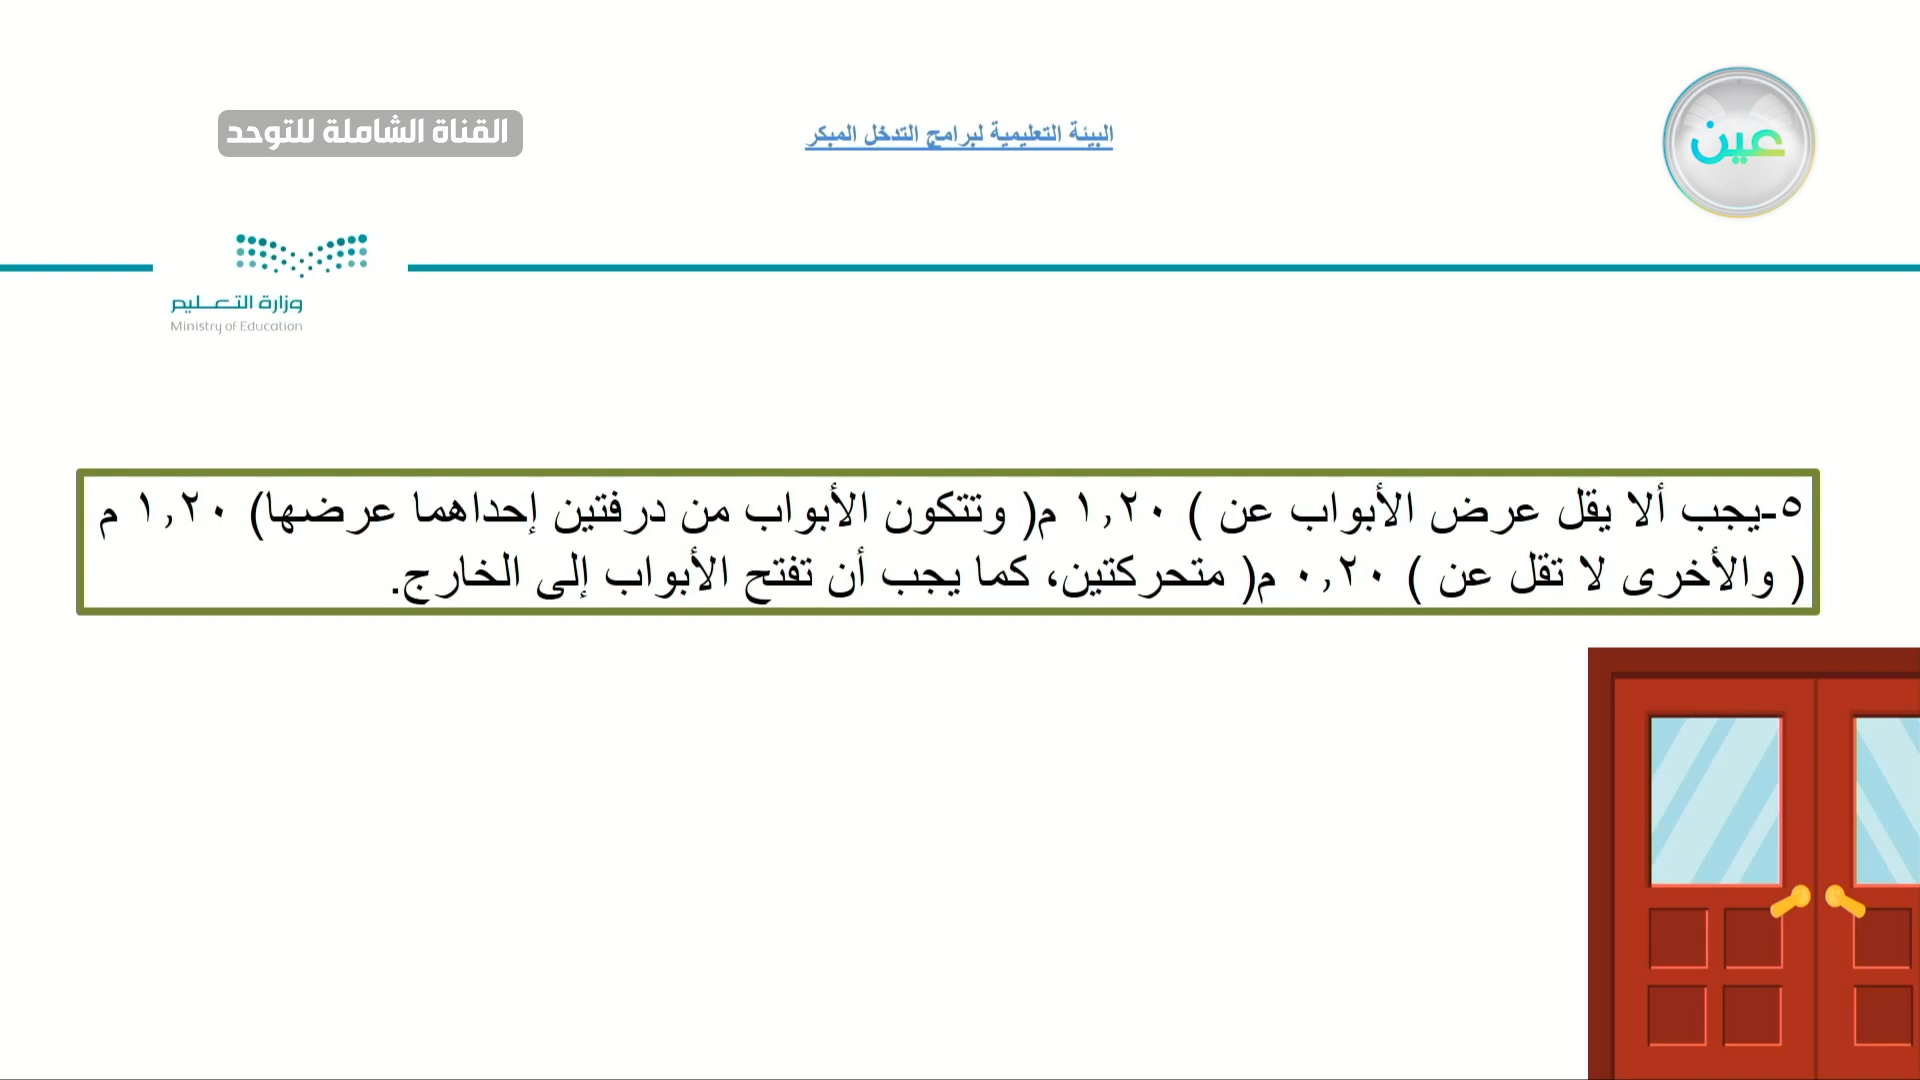 عين
البيئة التعليمية لبرامج التدخل المبكر
القناة الشاملة للتوحد
وزارة التعـليم
Ministry of Education
٥-يجب ألا يقل عرض الأبواب عن ) ١,٢٠ م( وتتكون الأبواب من درفتين إحداهما عرضها) ١,٢٠ م
( والأخرى لا تقل عن ) ٠,٢٠ م( متحركتين، كما يجب أن تفتح الأبواب إلى الخارج.